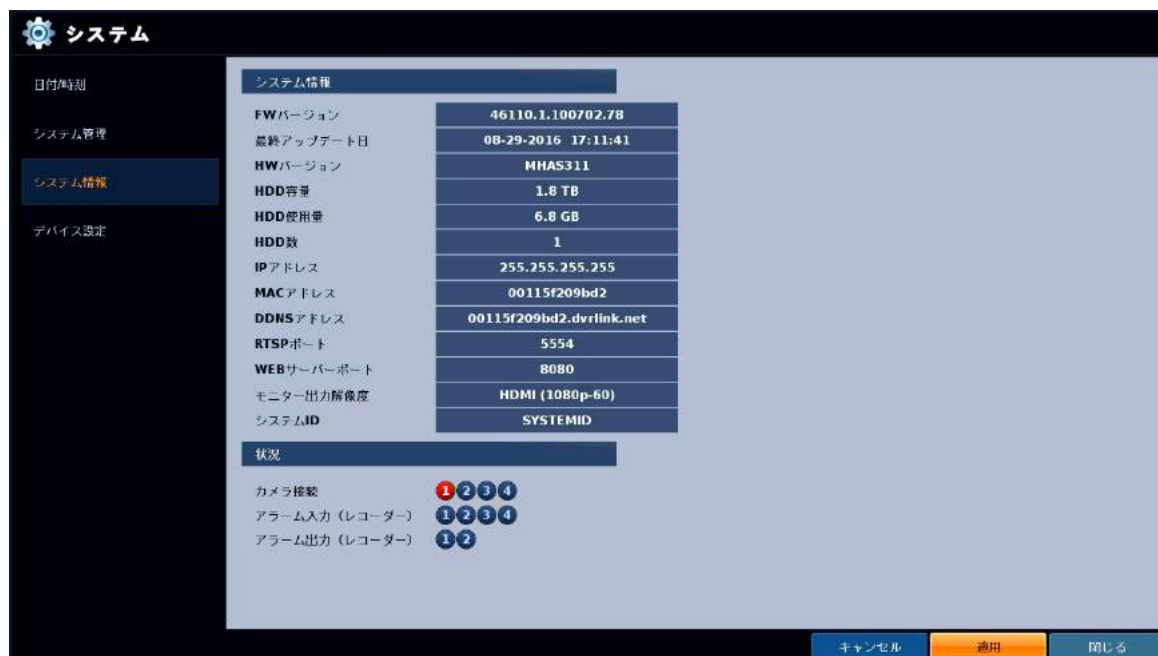 システム
日付/時刻
システム管理
システム情報
デバイス設定
システム情報
FWバージョン 46110.1.100702.78
最終アップデート日 08-29-2016 17:11:41
HWバージョン MHAS311
HDD容量 1.8 TB
HDD使用量 6.8 GB
HDD数 1
IPアドレス 255.255.255.255
MACアドレス 00115f209bd2
DDNSアドレス 00115f209bd2.dvrlink.net
RTSPポート 5554
WEBサーバーポート 8080
モニター出力解像度 HDMI (1080p-60)
システムID SYSTEMID
状況
カメラ接続 1 2 3 4
アラーム入力（レコーダー） 1 2 3 4
アラーム出力（レコーダー） 1 2
キャンセル 適用 閉じる